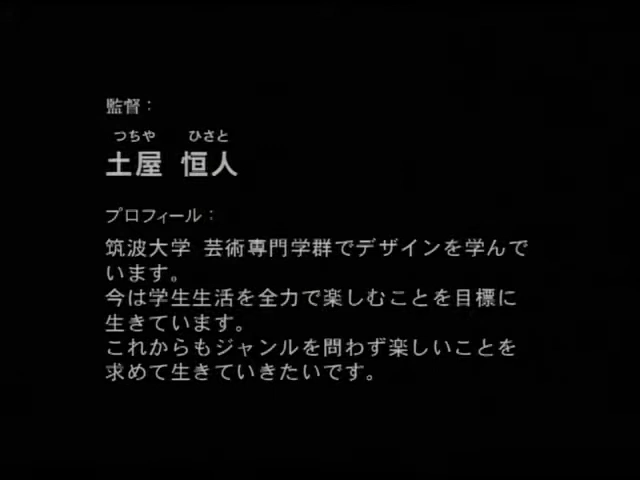 監督：
つちや ひさと
土屋 恒人
プロフィール：
筑波大学 芸術専門学群でデザインを学んで
います。
今は学生生活を全力で楽しむことを目標に
生きています。
これからもジャンルを問わず楽しいことを
求めて生きていきたいです。